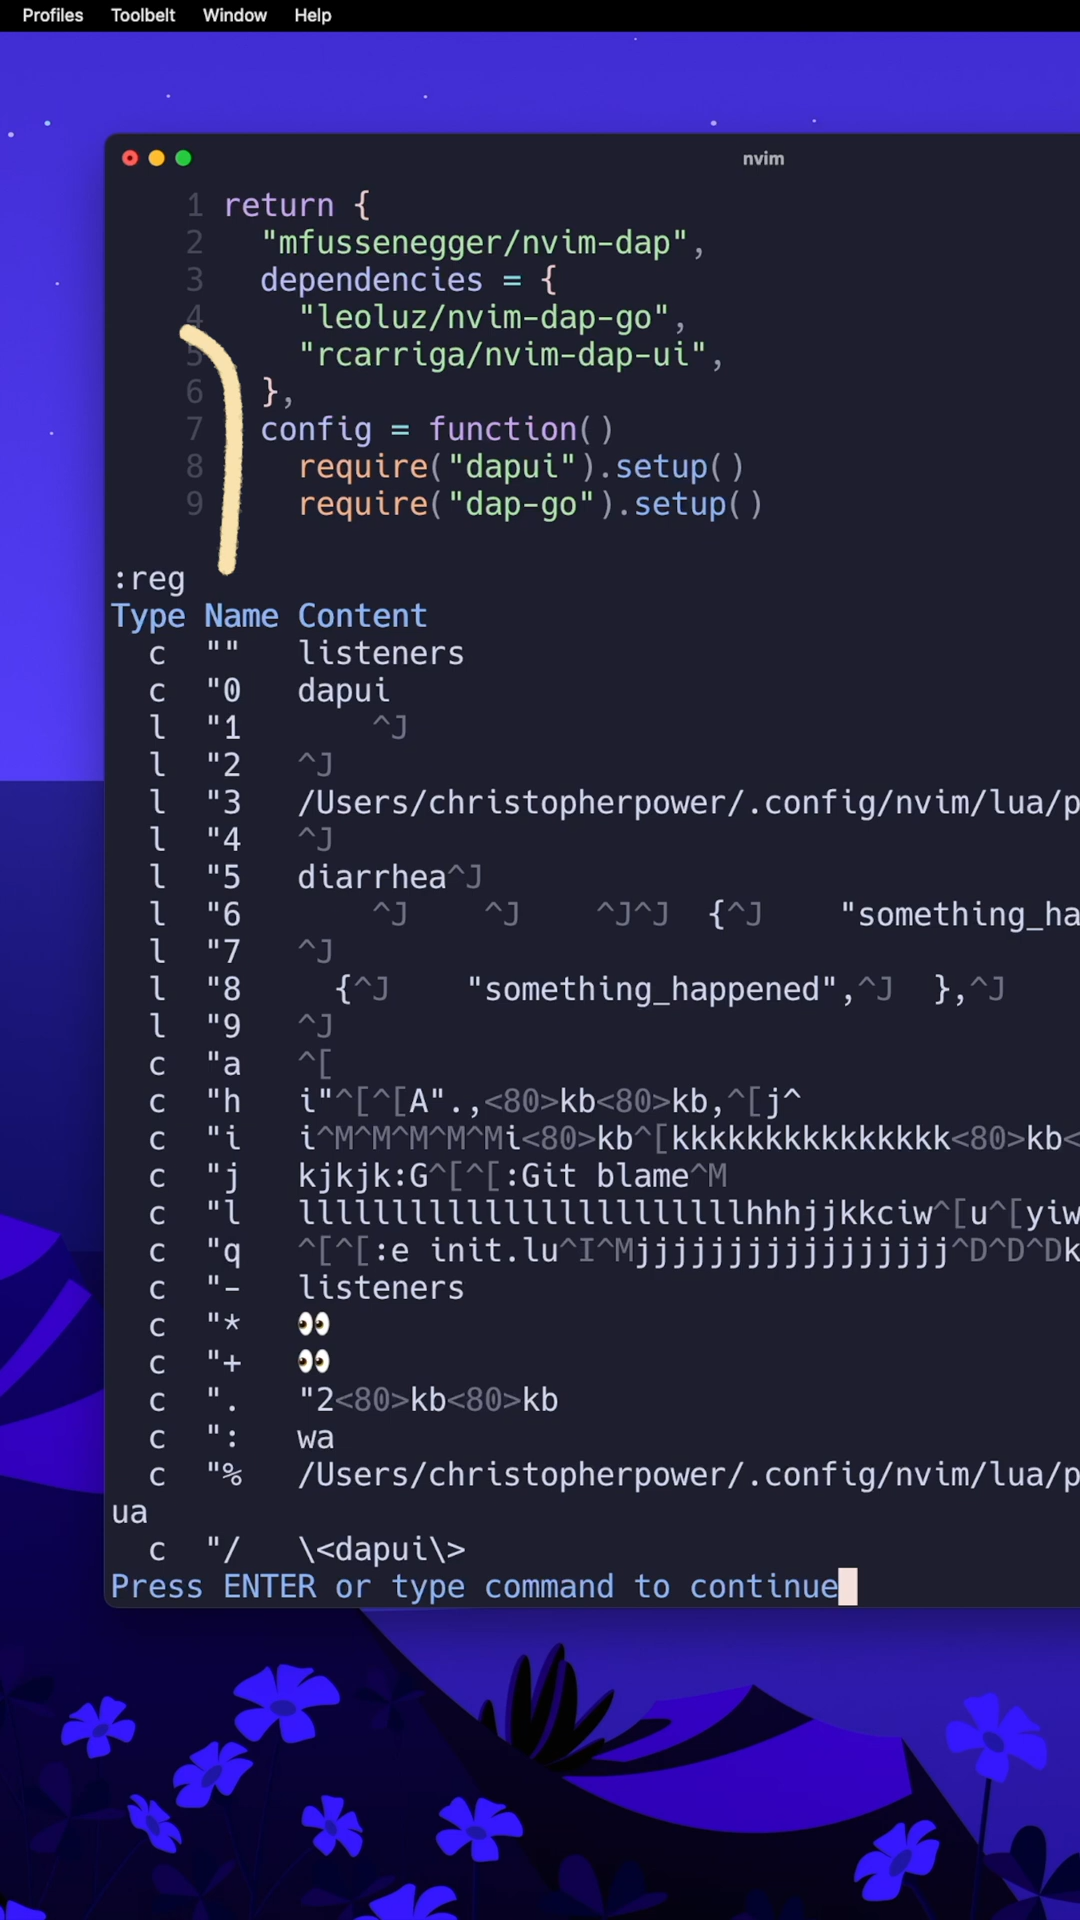 Profiles Toolbelt Window Help
nvim
1 return {
2 "mfussenegger/nvim-dap",
3 dependencies = {
4 "leoluz/nvim-dap-go",
5 "rcarriga/nvim-dap-ui",
6 },
7 config = function()
8 require("dapui").setup()
9 require("dap-go").setup()
:reg
Type Name Content
c "" listeners
c "0 dapui
l "1 ^J
l "2 ^J
l "3 /Users/christopherpower/.config/nvim/lua/p
l "4 ^J
l "5 diarrhea^J
l "6 ^J ^J ^J^J {^J "something_ha
l "7 ^J
l "8 {^J "something_happened",^J },^J
l "9 ^J
c "a ^[
c "h i"^[^[A".,<80>kb<80>kb,^[j^
c "i i^M^M^M^M^Mi<80>kb^[kkkkkkkkkkkkkkk<80>kb<
c "j kjkjk:G^[^[:Git blame^M
c "l llllllllllllllllllllllllhhhjjkkciw^[u^[yiw
c "q ^[^[:e init.lu^I^Mjjjjjjjjjjjjjjjjj^D^D^Dk
c "- listeners
c "* 👀
c "+ 👀
c ". "2<80>kb<80>kb
c ": wa
c "% /Users/christopherpower/.config/nvim/lua/p
ua
c "/ \<dapui\>
Press ENTER or type command to continue